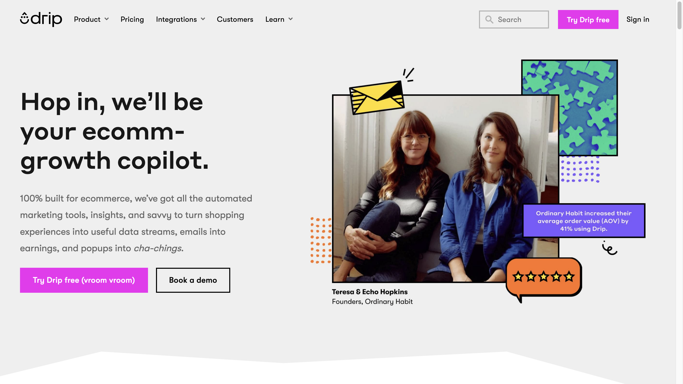 drip
Product
Pricing
Integrations
Customers
Learn
Search
Try Drip free
Sign in
Hop in, we'll be
your ecomm-
growth copilot.
100% built for ecommerce, we've got all the automated
marketing tools, insights, and savvy to turn shopping
experiences into useful data streams, emails into
earnings, and popups into cha-chings.
Try Drip free (vroom vroom)
Book a demo
Ordinary Habit increased their
average order value (AOV) by
41% using Drip.
Teresa & Echo Hopkins
Founders, Ordinary Habit